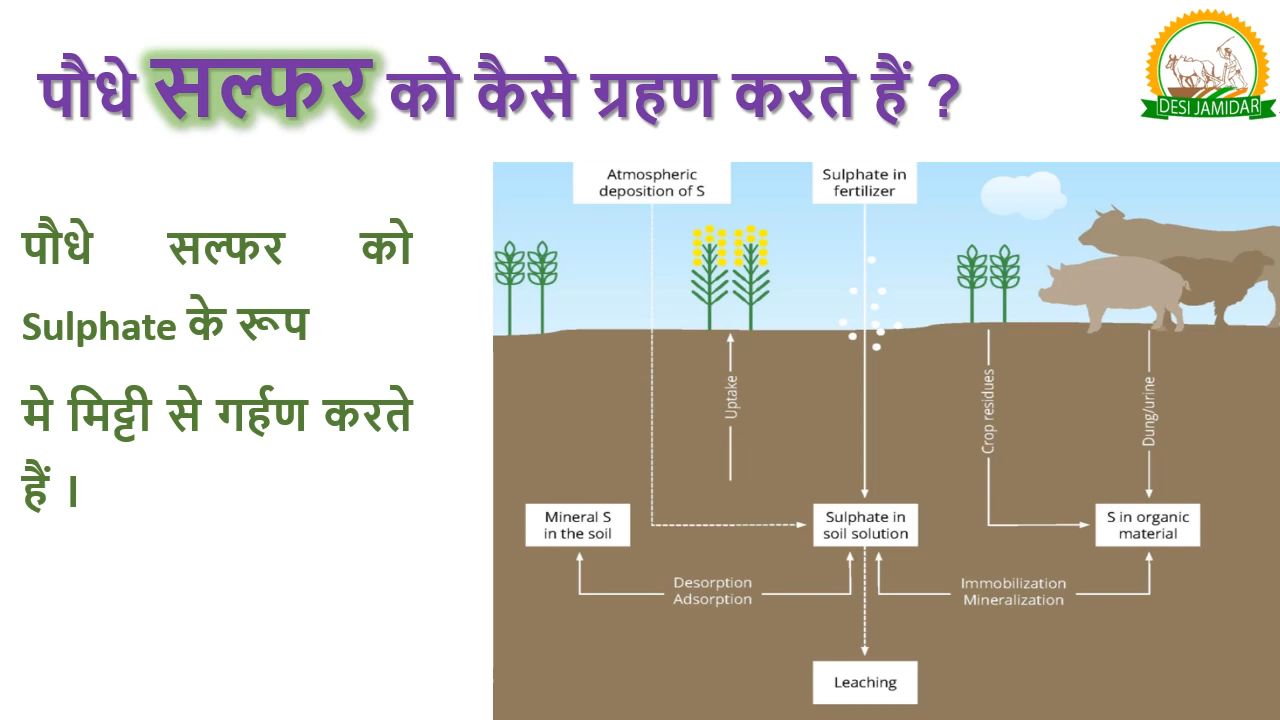 पौधे सल्फर को कैसे ग्रहण करते हैं ?
DESI JAMIDAR
पौधे सल्फर को
Sulphate के रूप
मे मिट्टी से गर्हण करते
हैं ।
Atmospheric
deposition of S
Sulphate in
fertilizer
Uptake
Crop residues
Dung/urine
Mineral S
in the soil
Sulphate in
soil solution
S in organic
material
Desorption
Adsorption
Immobilization
Mineralization
Leaching